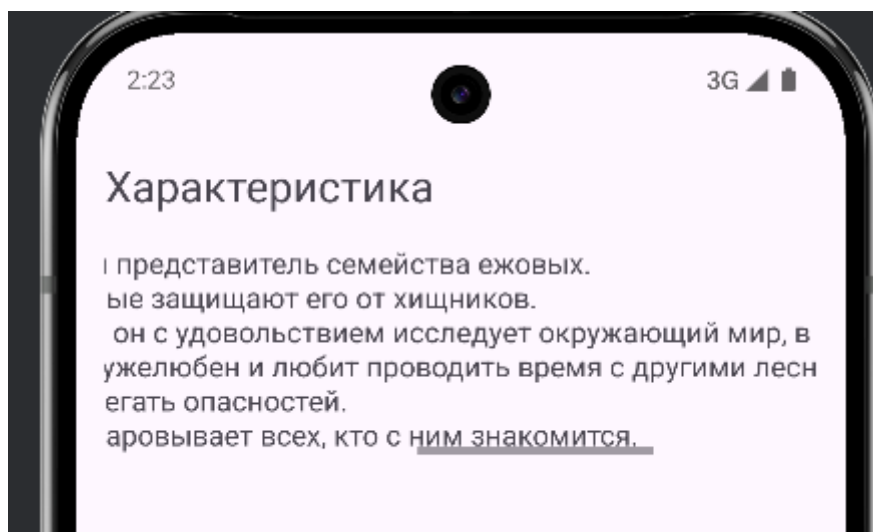 2:23
3G
Характеристика
представитель семейства ежовых.
ые защищают его от хищников.
он с удовольствием исследует окружающий мир, в
ужелюбен и любит проводить время с другими лесн
егать опасностей.
аровывает всех, кто с ним знакомится.